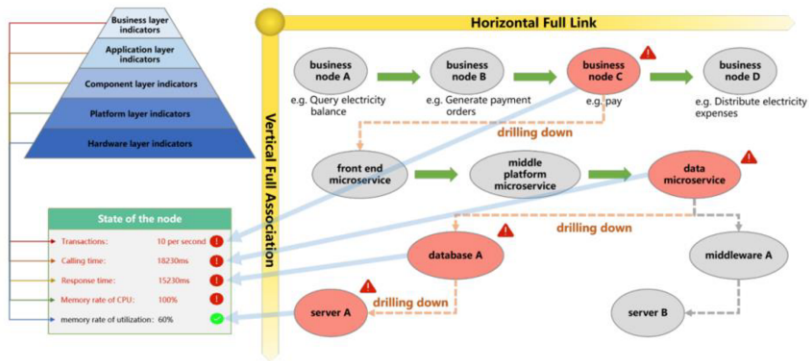 Business layer
indicators
Application layer
indicators
Component layer indicators
Platform layer indicators
Hardware layer indicators
State of the node
Transactions: 10 per second
Calling time: 18230ms
Response time: 15230ms
Memory rate of CPU: 100%
memory rate of utilization: 60%
Vertical Full Association
Horizontal Full Link
business
node A
business
node B
business
node C
business
node D
e.g. Query electricity
balance
e.g. Generate payment
orders
e.g. pay
e.g. Distribute electricity
expenses
drilling down
front end
microservice
middle
platform
microservice
data
microservice
drilling down
database A
middleware A
drilling down
server A
server B